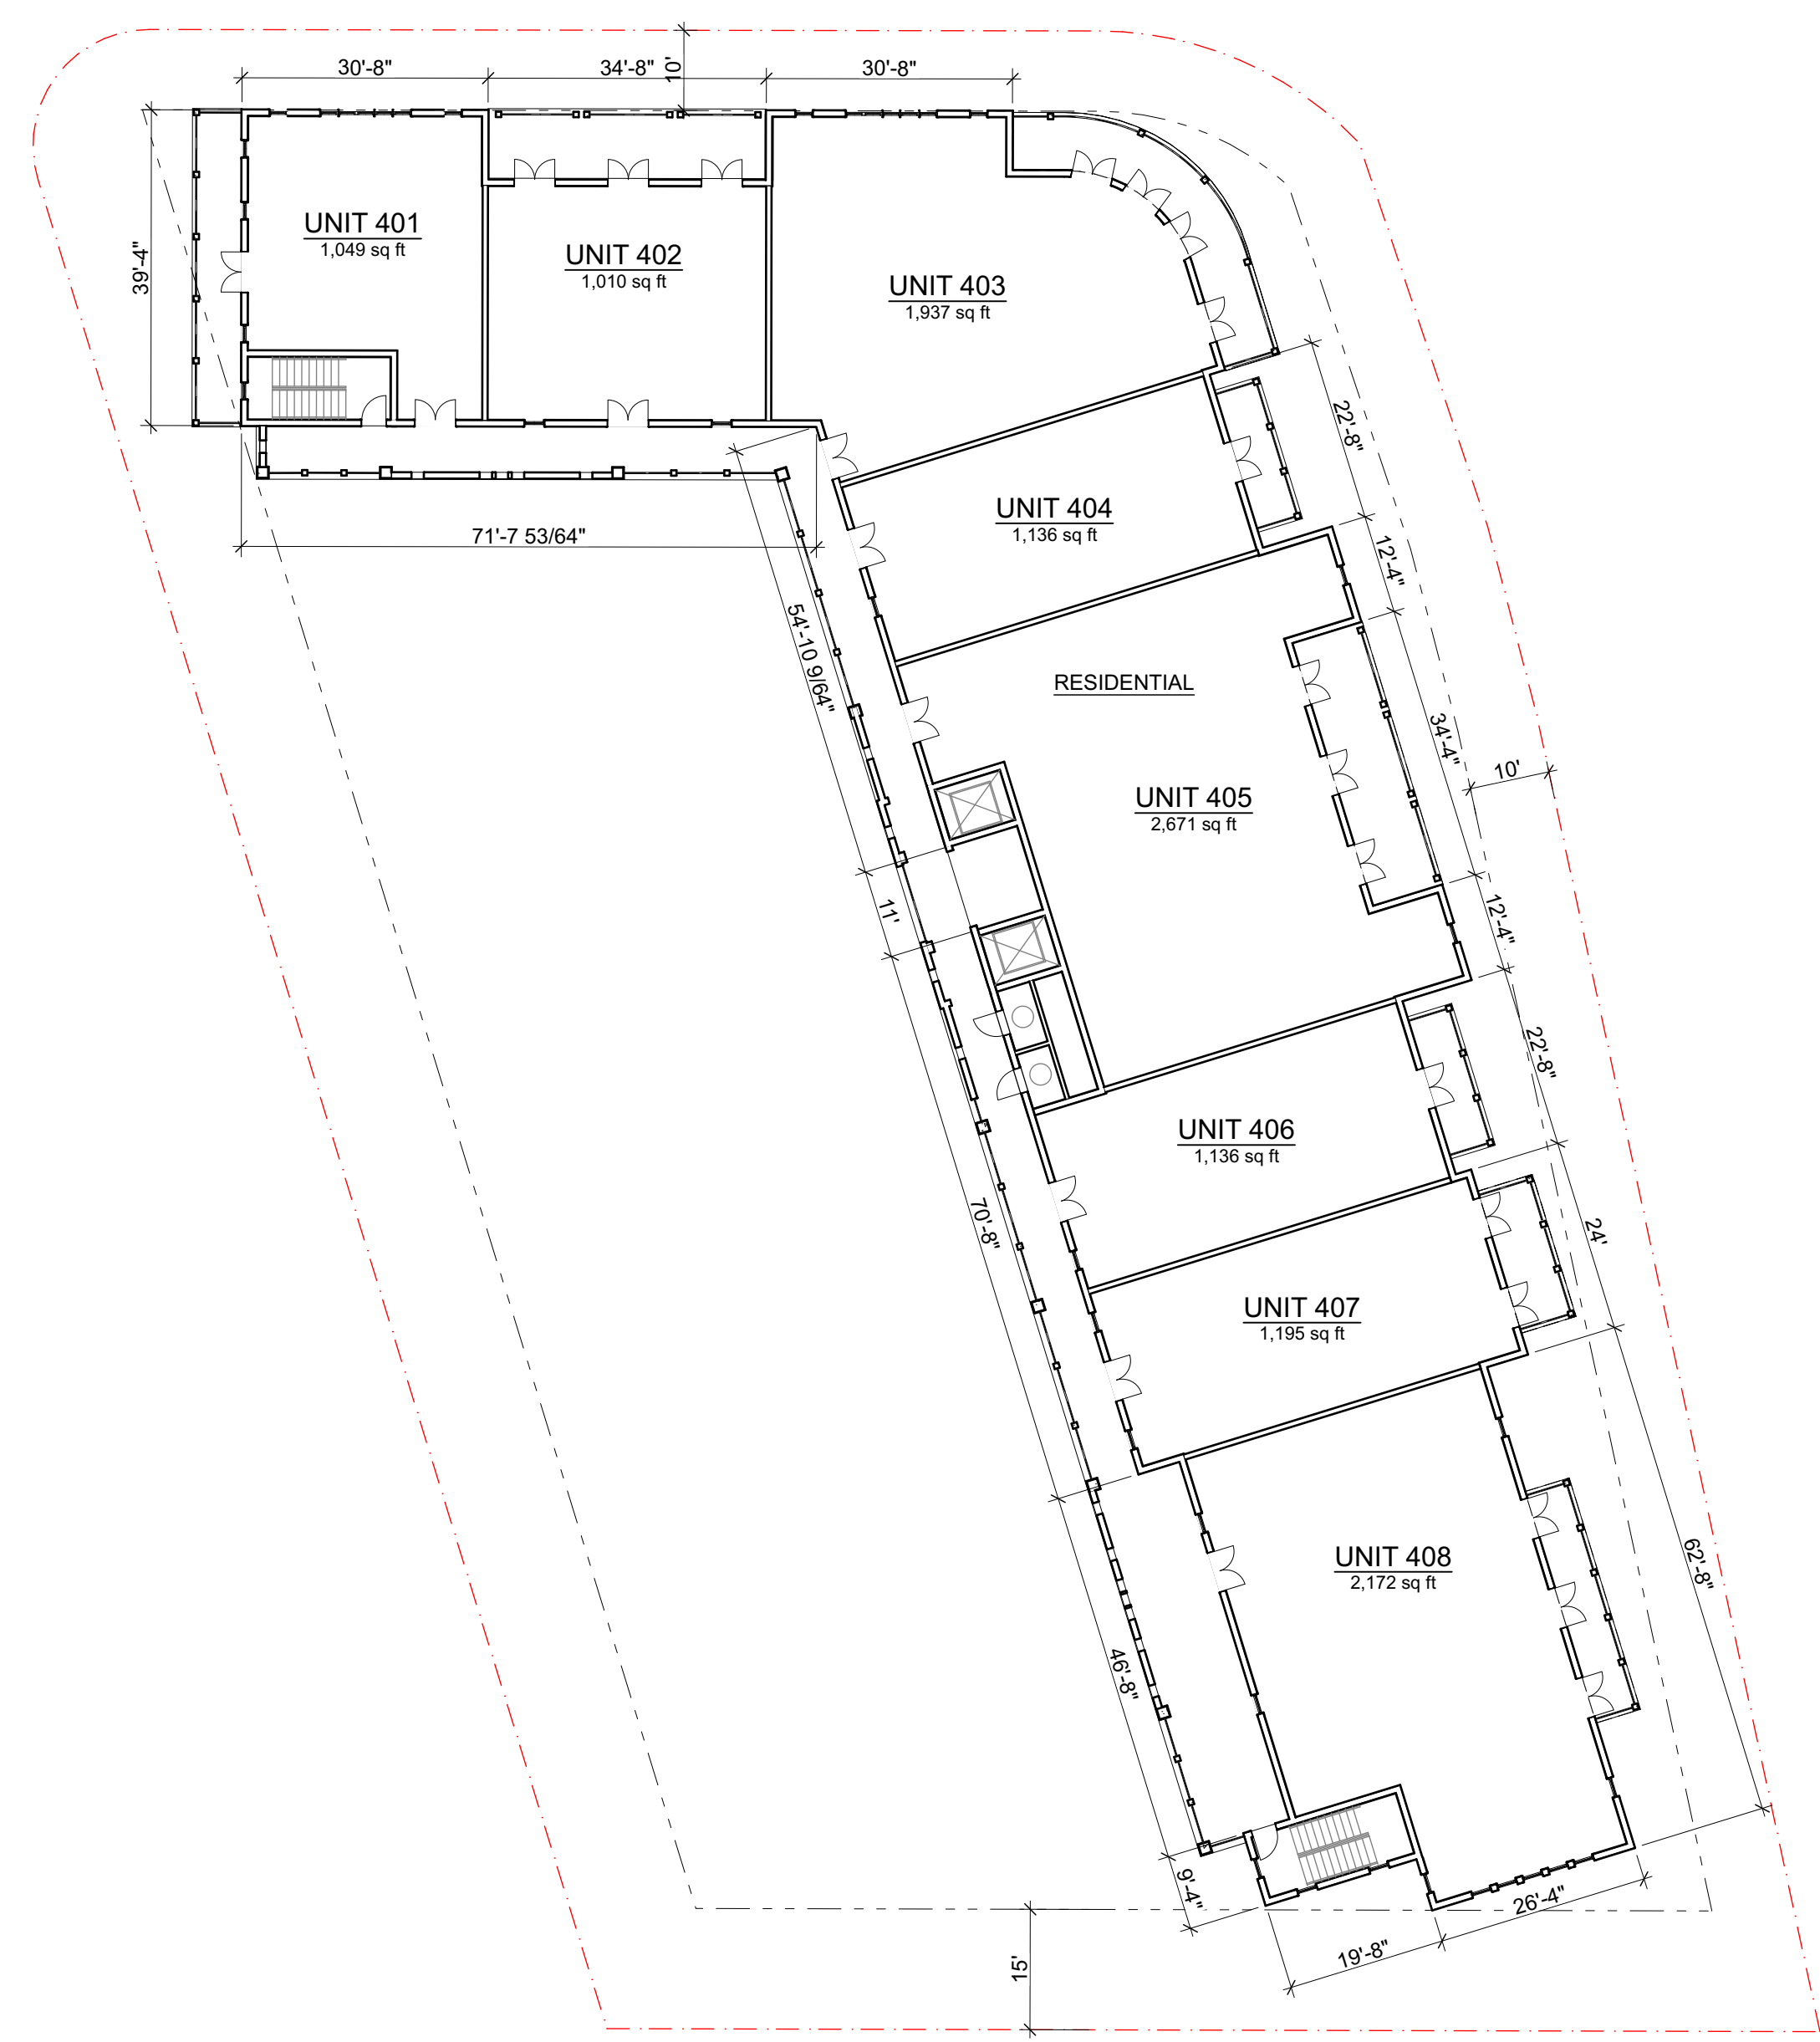 30'-8"
34'-8"
10'
30'-8"
39'-4"
UNIT 401
1,049 sq ft
UNIT 402
1,010 sq ft
UNIT 403
1,937 sq ft
22'-8"
UNIT 404
1,136 sq ft
71'-7 53/64"
12'-4"
54'-10 9/64"
RESIDENTIAL
34'-4"
10'
UNIT 405
2,671 sq ft
11'
12'-4"
22'-8"
UNIT 406
1,136 sq ft
70'-8"
24'
UNIT 407
1,195 sq ft
UNIT 408
2,172 sq ft
62'-8"
46'-8"
9'-4"
26'-4"
19'-8"
15'